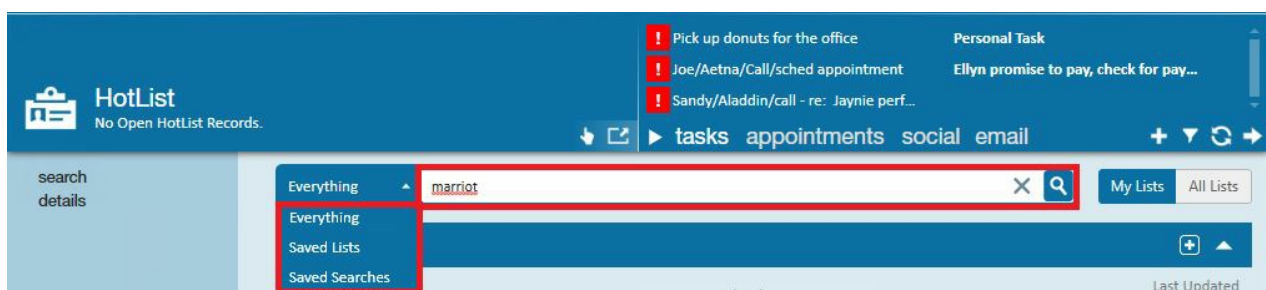 ! Pick up donuts for the office Personal Task
! Joe/Aetna/Call/sched appointment Ellyn promise to pay, check for pay...
! Sandy/Aladdin/call - re: Jaynie perf...
HotList
No Open HotList Records.
tasks appointments social email
search
details
Everything marriot My Lists All Lists
Everything
Saved Lists
Saved Searches
Last Updated